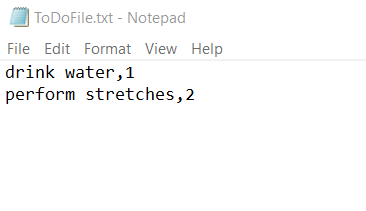 ToDoFile.txt - Notepad
File Edit Format View Help
drink water,1
perform stretches,2